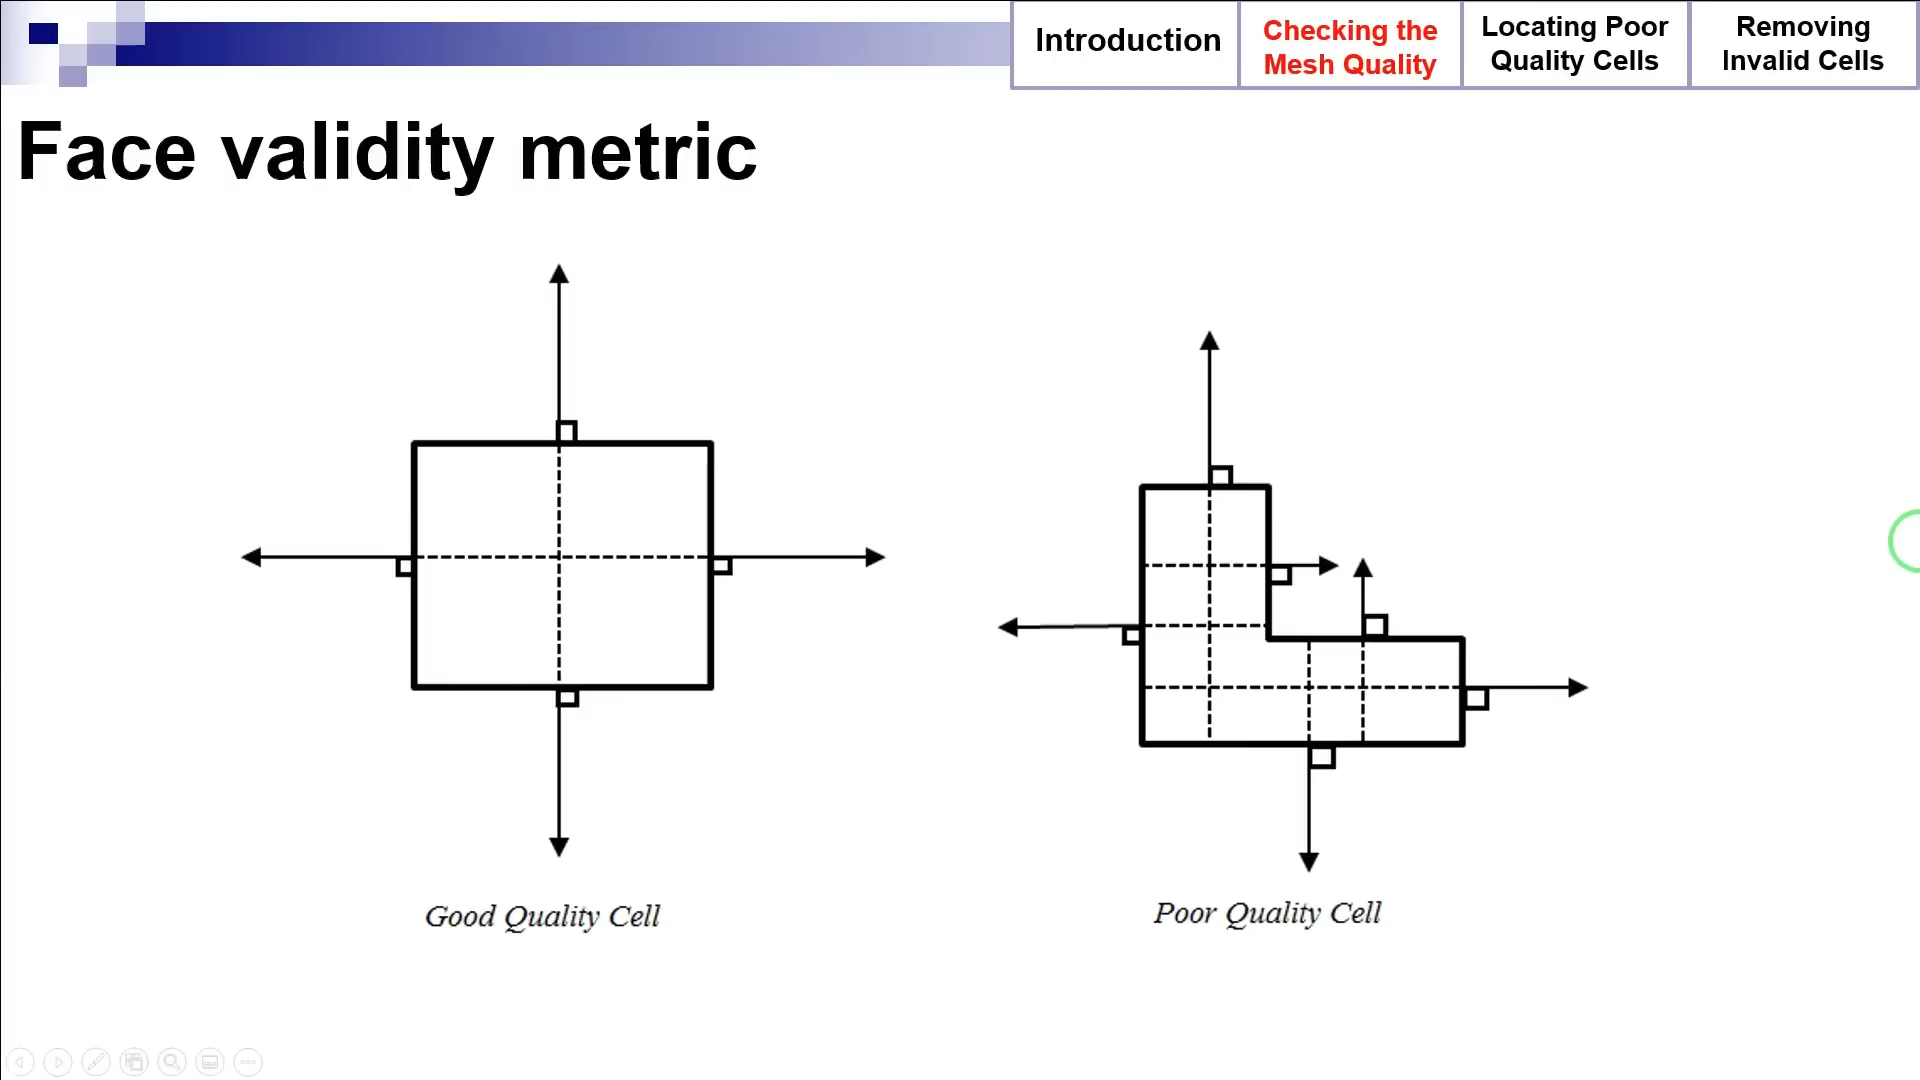 Introduction
Checking the
Mesh Quality
Locating Poor
Quality Cells
Removing
Invalid Cells
Face validity metric
Good Quality Cell
Poor Quality Cell